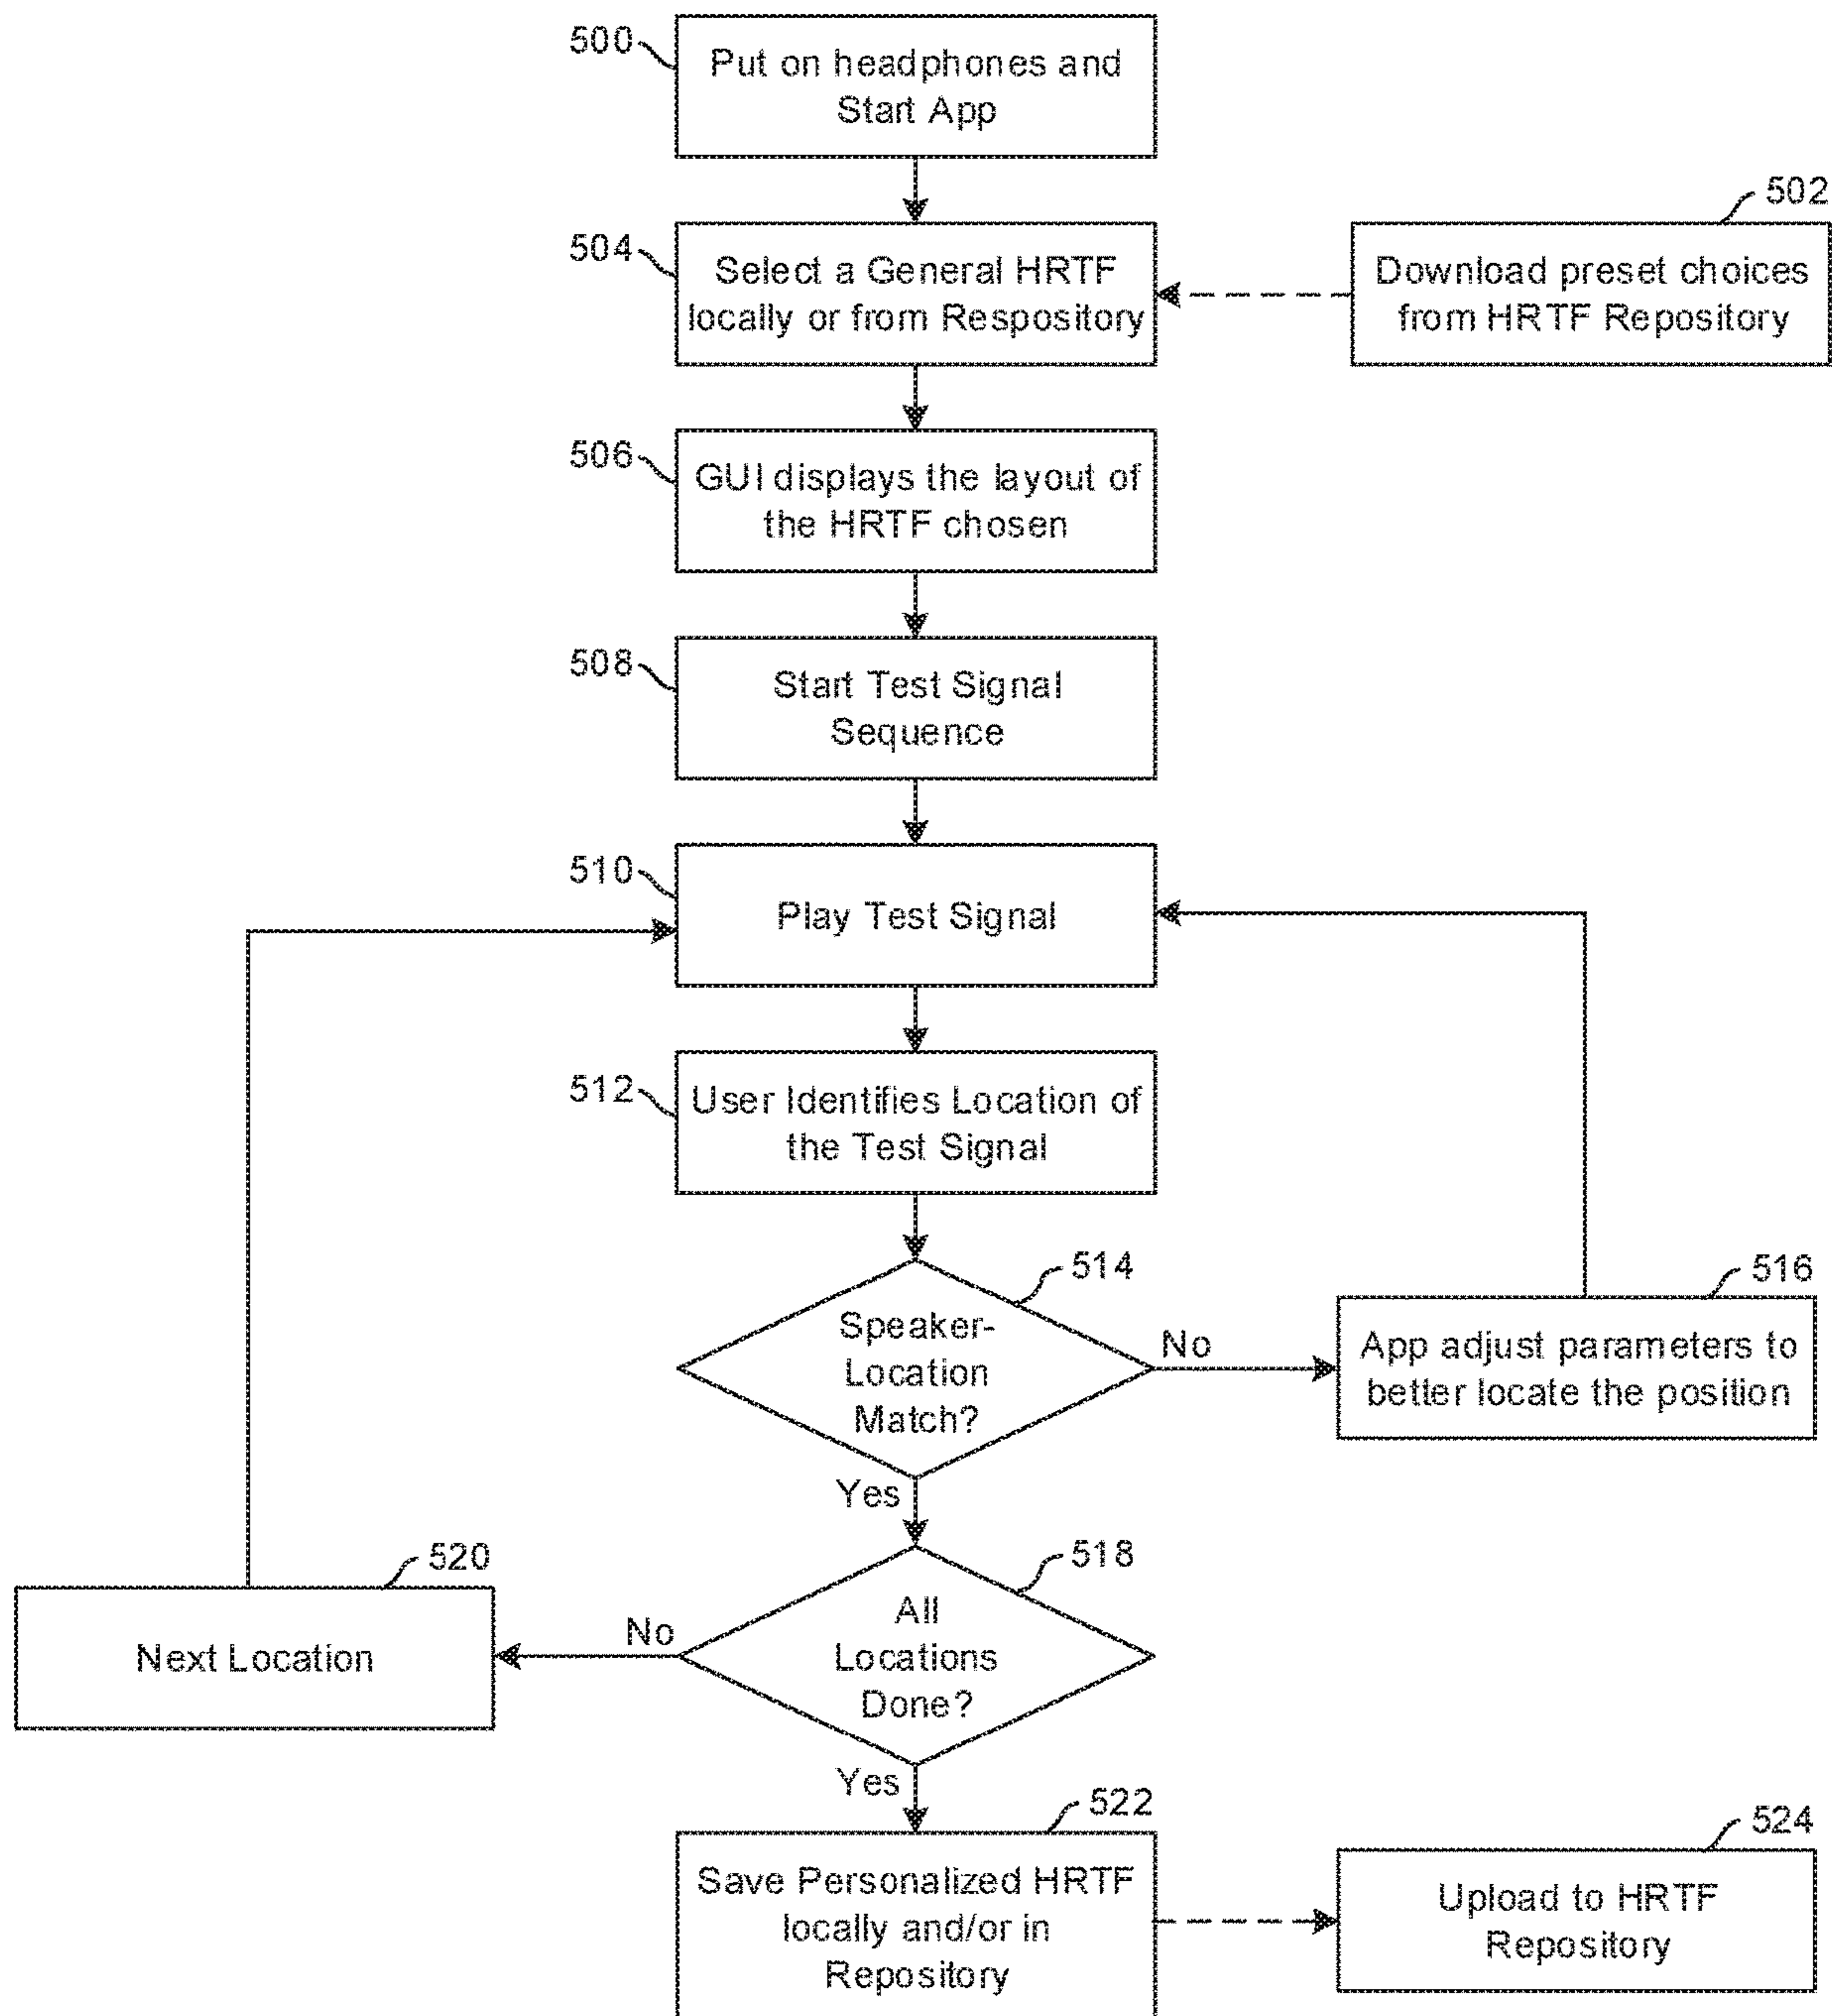 500
Put on headphones and
Start App
502
504
Select a General HRTF
locally or from Respository
Download preset choices
from HRTF Repository
506
GUI displays the layout of
the HRTF chosen
508
Start Test Signal
Sequence
510
Play Test Signal
512
User Identifies Location of
the Test Signal
514
Speaker-
Location
Match?
No
516
App adjust parameters to
better locate the position
Yes
518
All
Locations
Done?
No
520
Next Location
Yes
522
Save Personalized HRTF
locally and/or in
Repository
524
Upload to HRTF
Repository